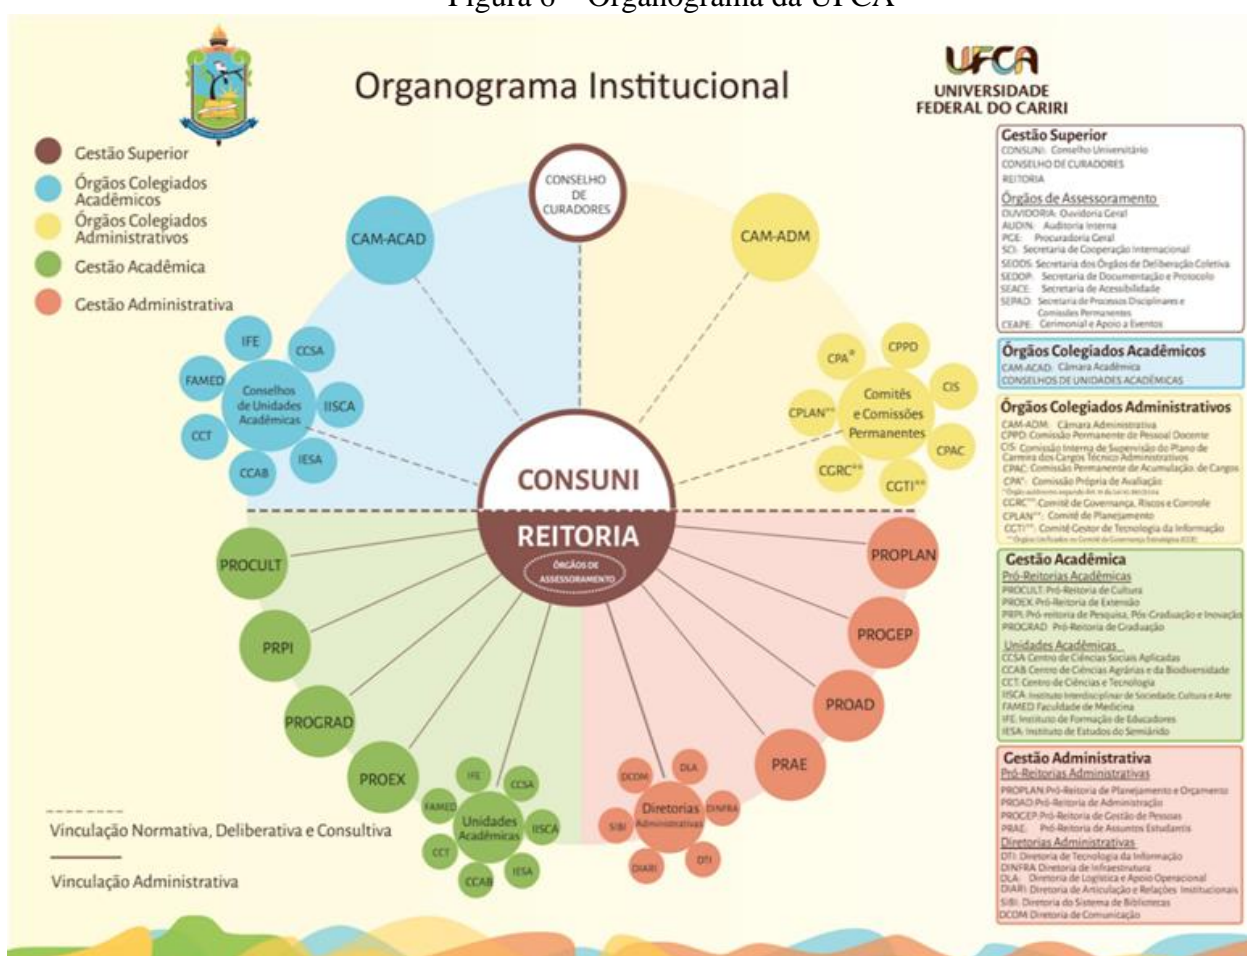 Figura 6 – Organograma da UFCA
Organograma Institucional
UFCA
UNIVERSIDADE
FEDERAL DO CARIRI
Gestão Superior
Órgãos Colegiados
Acadêmicos
Órgãos Colegiados
Administrativos
Gestão Acadêmica
Gestão Administrativa
CONSELHO
DE
CURADORES
CAM-ACAD
CAM-ADM
IFE
CCSA
FAMED
Conselhos
de Unidades
Acadêmicas
IISCA
CCT
IESA
CCAB
CPA*
CPPD
CIS
Comitês
e Comissões
Permanentes
CPLAN**
CPAC
CGRC**
CGTI**
CONSUNI
REITORIA
ÓRGÃOS DE
ASSESSORAMENTO
PROCULT
PRPI
PROGRAD
PROEX
PROPLAN
PROGEP
PROAD
PRAE
IFE
CCSA
FAMED
Unidades
Acadêmicas
IISCA
CCT
IESA
CCAB
DCOM
DLA
Diretorias
Administrativas
DINFRA
SIBI
DTI
DIARI
Vinculação Normativa, Deliberativa e Consultiva
Vinculação Administrativa
Gestão Superior
CONSUNI: Conselho Universitário
CONSELHO DE CURADORES
REITORIA
Órgãos de Assessoramento
OUVIDORIA: Ouvidoria Geral
AUDIN: Auditoria Interna
PGE: Procuradoria Geral
SCI: Secretaria de Cooperação Internacional
SEODS: Secretaria dos Órgãos de Deliberação Coletiva
SEDOP: Secretaria de Documentação e Protocolo
SEACE: Secretaria de Acessibilidade
SEPAD: Secretaria de Processos Disciplinares e
Comissões Permanentes
CEAPE: Cerimonial e Apoio a Eventos
Órgãos Colegiados Acadêmicos
CAM-ACAD: Câmara Acadêmica
CONSELHOS DE UNIDADES ACADÊMICAS
Órgãos Colegiados Administrativos
CAM-ADM: Câmara Administrativa
CPPD: Comissão Permanente de Pessoal Docente
CIS: Comissão Interna de Supervisão do Plano de
Carreira dos Cargos Técnico Administrativos
CPAC: Comissão Permanente de Acumulação. de Cargos
CPA*: Comissão Própria de Avaliação
CGRC**: Comitê de Governança, Riscos e Controle
CPLAN**: Comitê de Planejamento
CGTI**: Comitê Gestor de Tecnologia da Informação
Gestão Acadêmica
Pró-Reitorias Acadêmicas
PROCULT: Pró-Reitoria de Cultura
PROEX: Pró-Reitoria de Extensão
PRPI: Pró-reitoria de Pesquisa, Pós-Graduação e Inovação
PROGRAD Pró-Reitoria de Graduação
Unidades Acadêmicas
CCSA Centro de Ciências Sociais Aplicadas
CCAB Centro de Ciências Agrárias e da Biodiversidade
CCT: Centro de Ciências e Tecnologia
IISCA: Instituto Interdisciplinar de Sociedade, Cultura e Arte
FAMED Faculdade de Medicina
IFE: Instituto de Formação de Educadores
IESA: Instituto de Estudos do Semiárido
Gestão Administrativa
Pró-Reitorias Administrativas
PROPLAN: Pró-Reitoria de Planejamento e Orçamento
PROAD: Pró-Reitoria de Administração
PROGEP: Pró-Reitoria de Gestão de Pessoas
PRAE: Pró-Reitoria de Assuntos Estudantis
Diretorias Administrativas
DTI: Diretoria de Tecnologia da Informação
DINFRA Diretoria de Infraestrutura
DLA: Diretoria de Logística e Apoio Operacional
DIARI: Diretoria de Articulação e Relações Institucionais
SIBI: Diretoria do Sistema de Bibliotecas
DCOM Diretoria de Comunicação